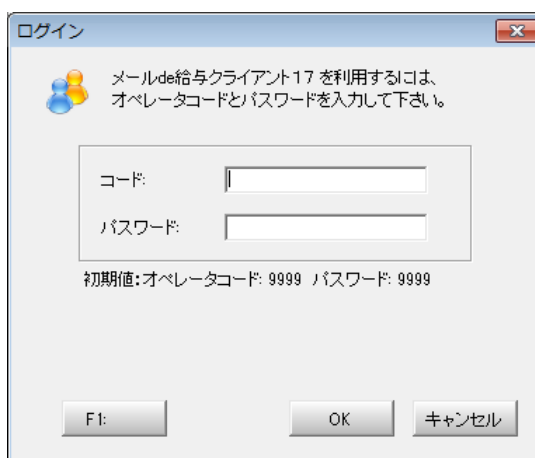 ログイン
メールde給与クライアント17 を利用するには、
オペレータコードとパスワードを入力して下さい。
コード:
パスワード:
初期値:オペレータコード: 9999 パスワード: 9999
F1: OK キャンセル